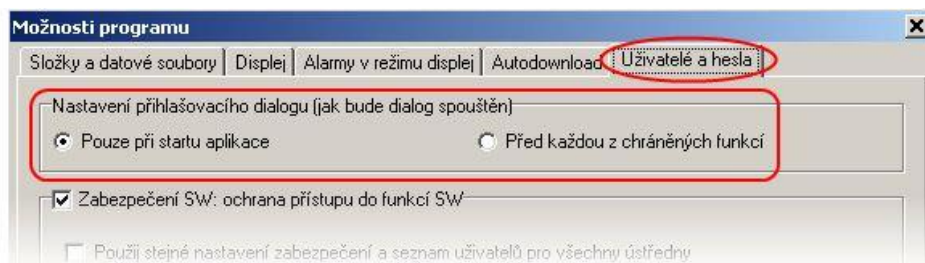 Možnosti programu
Složky a datové soubory Displej Alarmy v režimu displej Autodownload Uživatelé a hesla
Nastavení přihlašovacího dialogu (jak bude dialog spouštěn)
Pouze při startu aplikace Před každou z chráněných funkcí
Zabezpečení SW: ochrana přístupu do funkcí SW
Použij stejné nastavení zabezpečení a seznam uživatelů pro všechny ústředny